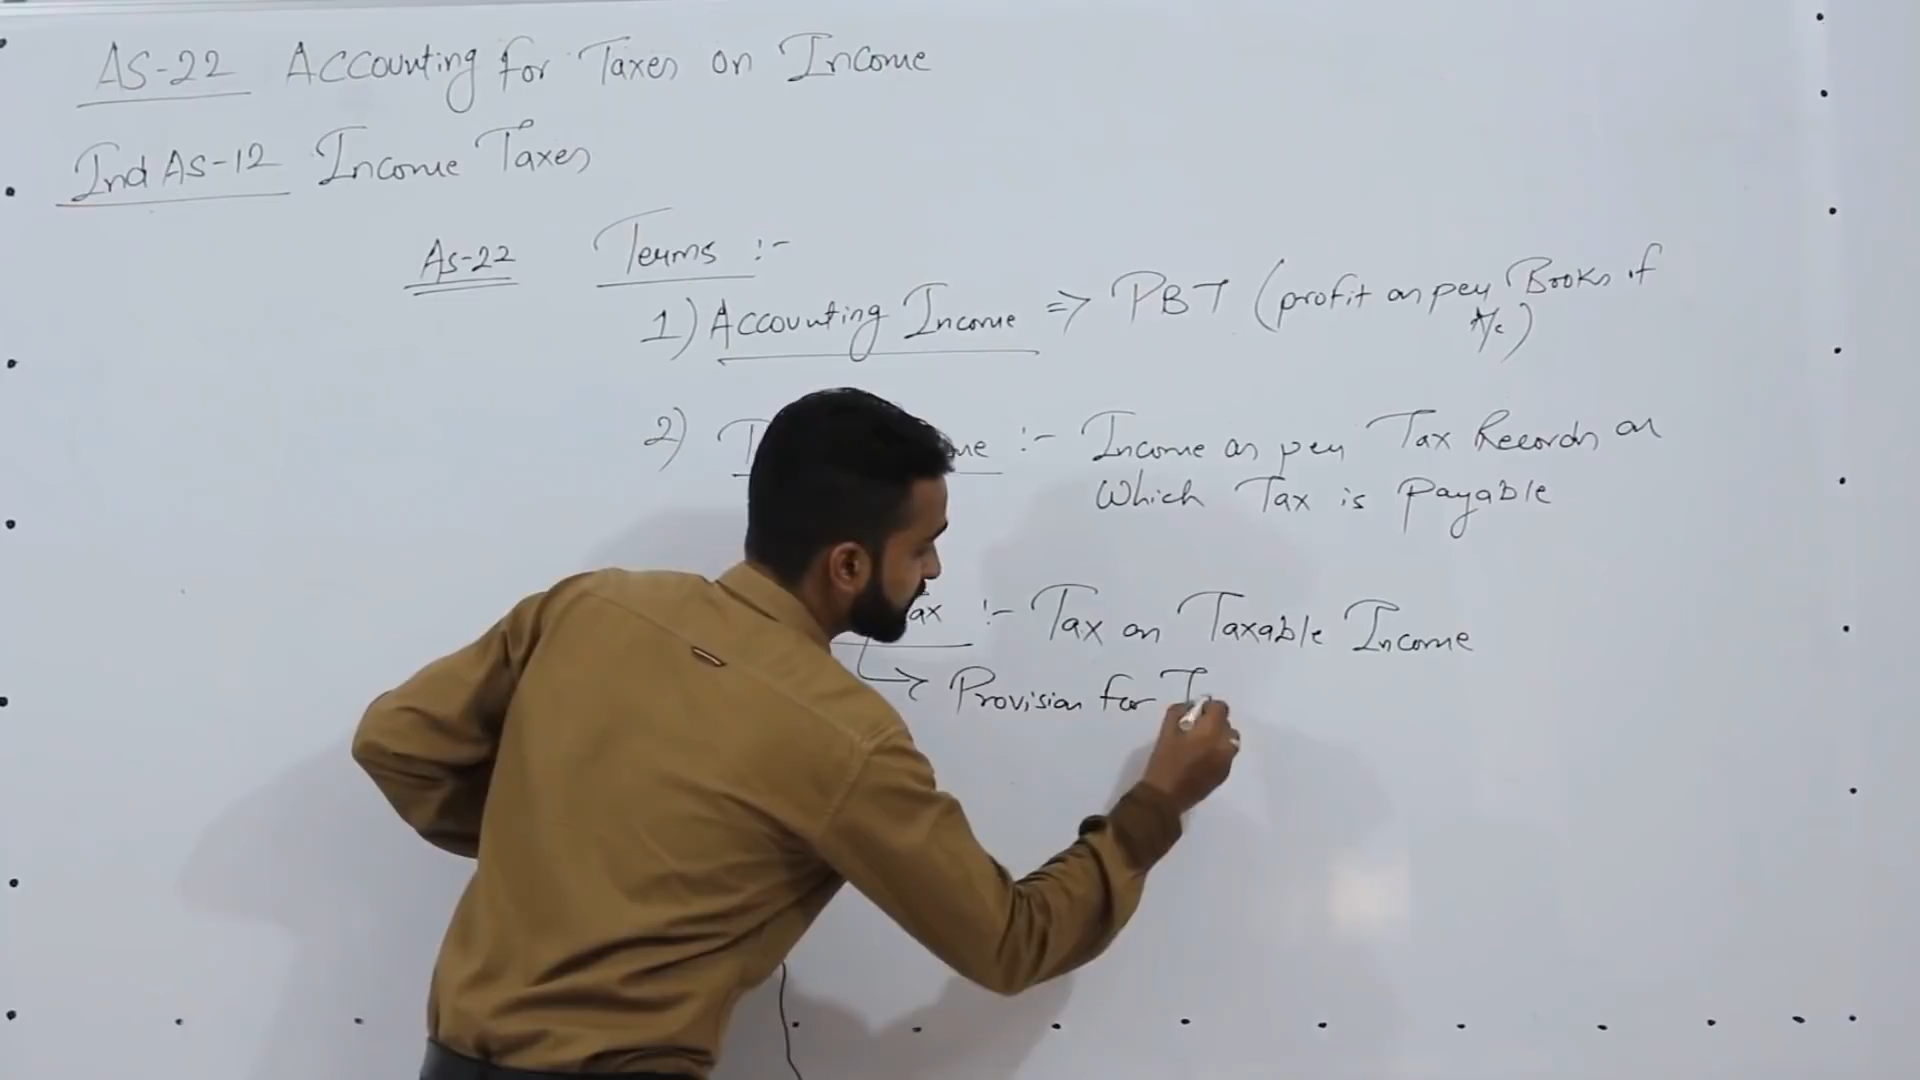 AS-22 Accounting for Taxes on Income
Ind AS-12 Income Taxes
AS-22 Terms :-
1) Accounting Income => PBT (profit as per Books of
A/c)
2) :- Income as per Tax Records on
Which Tax is Payable
Tax :- Tax on Taxable Income
Provision for